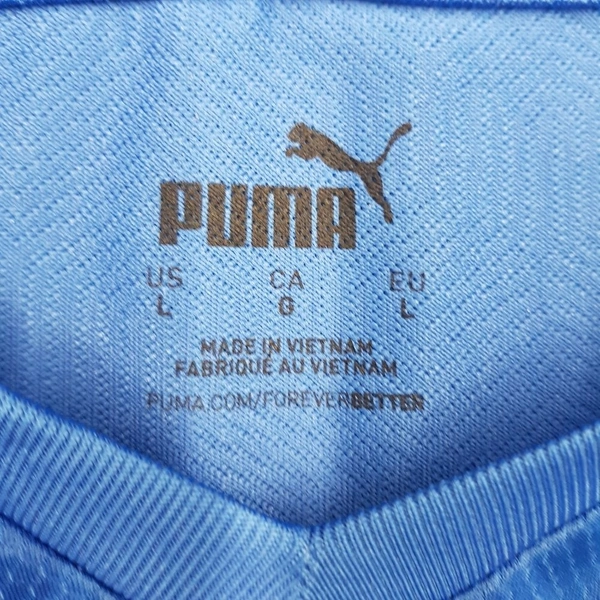 PUMA
US CA EU
L G L
MADE IN VIETNAM
FABRIQUÉ AU VIETNAM
PUMA.COM/FOREVERBETTER